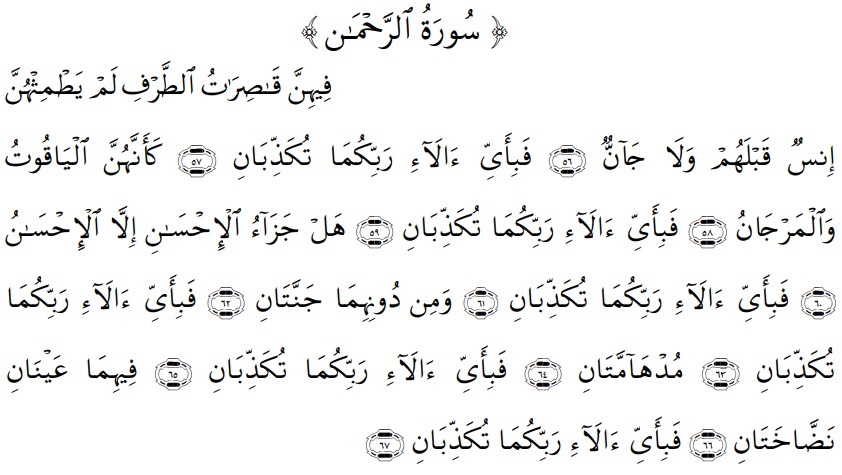 ﴿ سُورَةُ ٱلرَّحْمَـٰن ﴾
فِيهِنَّ قَـٰصِرَٰتُ ٱلطَّرْفِ لَمْ يَطْمِثْهُنَّ
إِنسٌ قَبْلَهُمْ وَلَا جَآنٌّ ٥٦ فَبِأَيِّ ءَالَآءِ رَبِّكُمَا تُكَذِّبَانِ ٥٧ كَأَنَّهُنَّ ٱلْيَاقُوتُ
وَٱلْمَرْجَانُ ٥٨ فَبِأَيِّ ءَالَآءِ رَبِّكُمَا تُكَذِّبَانِ ٥٩ هَلْ جَزَآءُ ٱلْإِحْسَـٰنِ إِلَّا ٱلْإِحْسَـٰنُ
٦٠ فَبِأَيِّ ءَالَآءِ رَبِّكُمَا تُكَذِّبَانِ ٦١ وَمِن دُونِهِمَا جَنَّتَانِ ٦٢ فَبِأَيِّ ءَالَآءِ رَبِّكُمَا
تُكَذِّبَانِ ٦٣ مُدْهَآمَّتَانِ ٦٤ فَبِأَيِّ ءَالَآءِ رَبِّكُمَا تُكَذِّبَانِ ٦٥ فِيهِمَا عَيْنَانِ
نَضَّاخَتَانِ ٦٦ فَبِأَيِّ ءَالَآءِ رَبِّكُمَا تُكَذِّبَانِ ٦٧